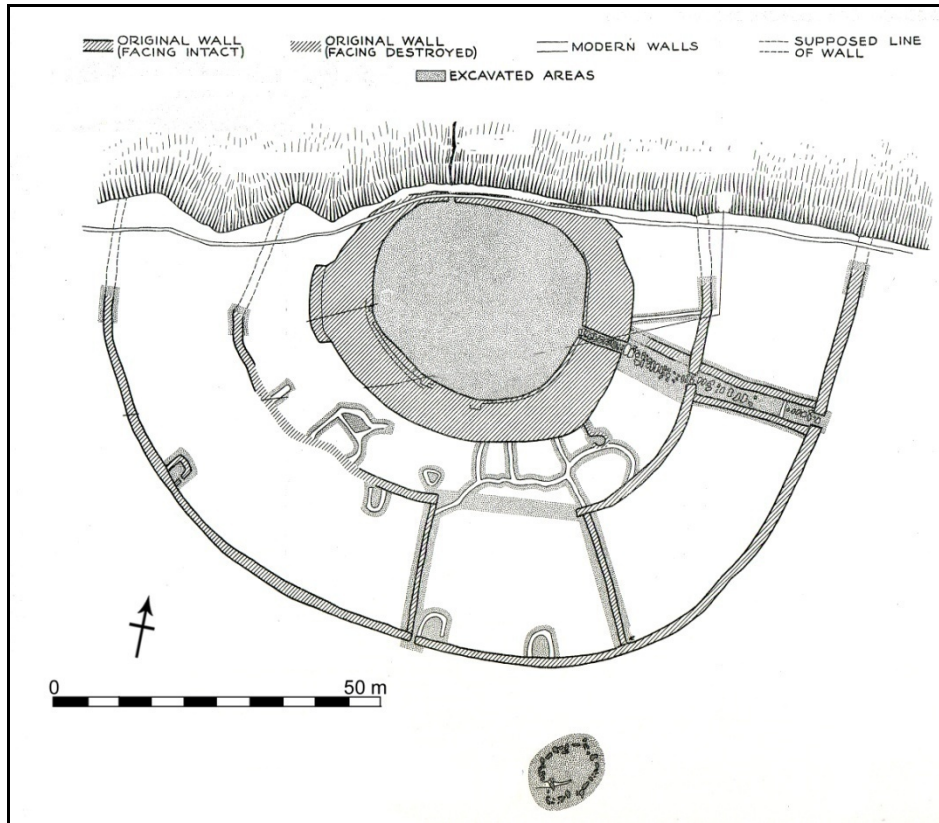 ORIGINAL WALL
(FACING INTACT)
ORIGINAL WALL
(FACING DESTROYED)
MODERN WALLS
SUPPOSED LINE
OF WALL
EXCAVATED AREAS
0
50 m